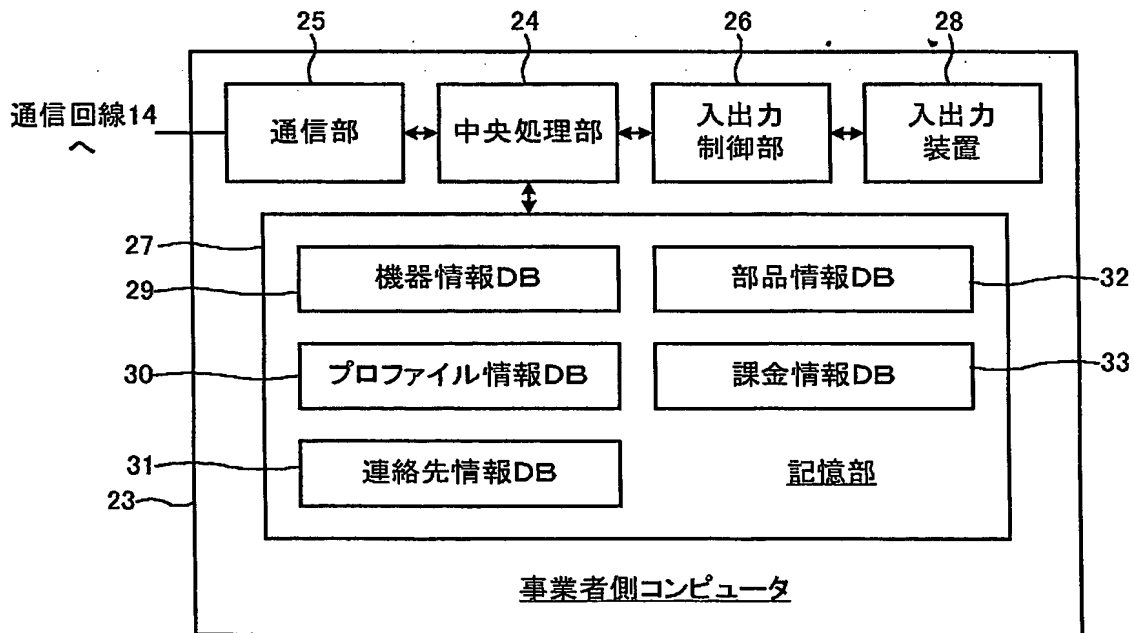 25
24
26
28
通信回線14
へ
通信部
中央処理部
入出力
制御部
入出力
装置
27
機器情報DB
29
部品情報DB
32
プロファイル情報DB
30
課金情報DB
33
連絡先情報DB
31
記憶部
23
事業者側コンピュータ